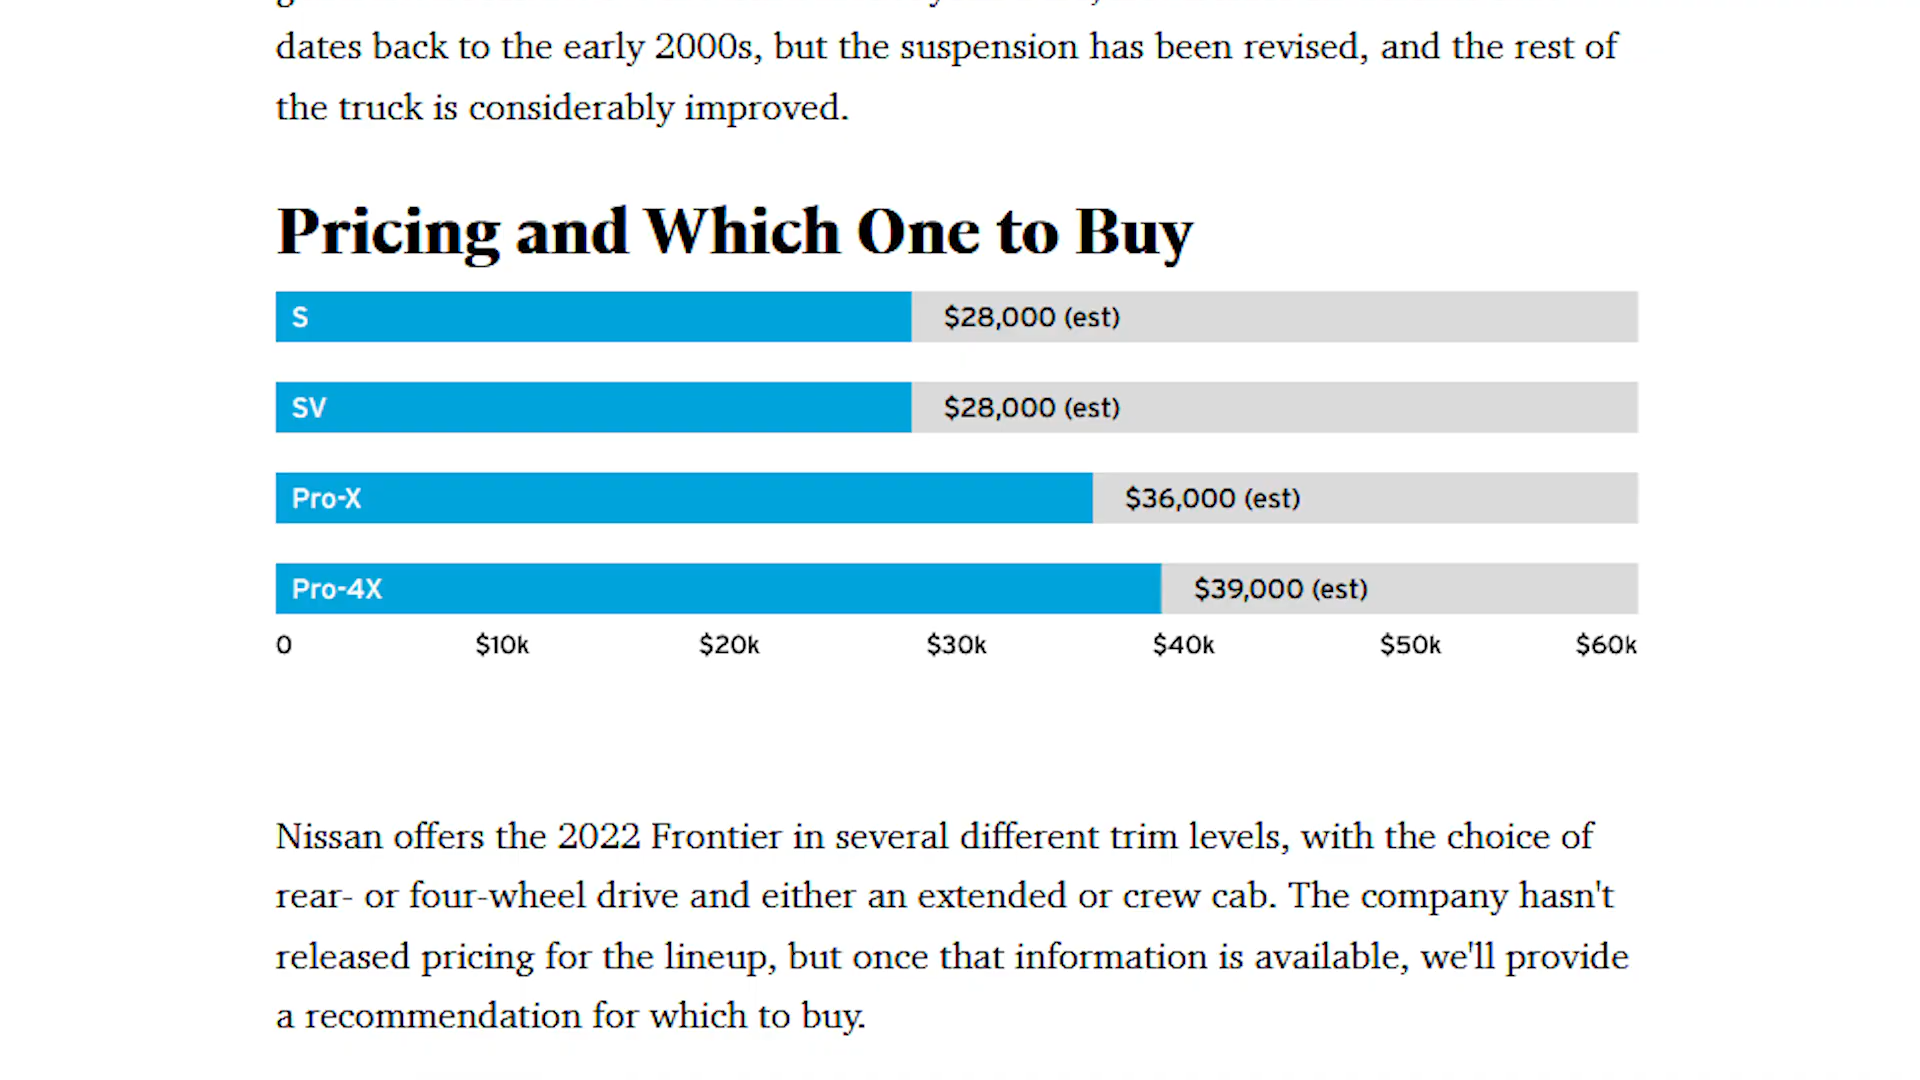 dates back to the early 2000s, but the suspension has been revised, and the rest of
the truck is considerably improved.
Pricing and Which One to Buy
S $28,000 (est)
SV $28,000 (est)
Pro-X $36,000 (est)
Pro-4X $39,000 (est)
0 $10k $20k $30k $40k $50k $60k
Nissan offers the 2022 Frontier in several different trim levels, with the choice of
rear- or four-wheel drive and either an extended or crew cab. The company hasn't
released pricing for the lineup, but once that information is available, we'll provide
a recommendation for which to buy.